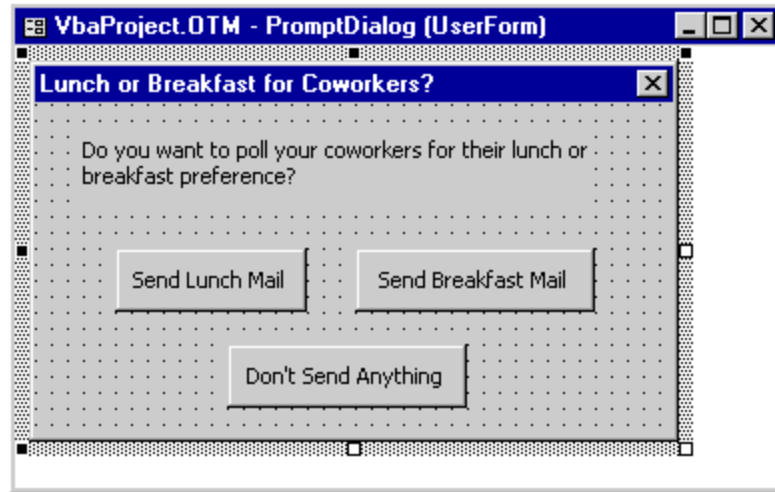 VbaProject.OTM - PromptDialog (UserForm)
Lunch or Breakfast for Coworkers?
Do you want to poll your coworkers for their lunch or
breakfast preference?
Send Lunch Mail Send Breakfast Mail
Don't Send Anything